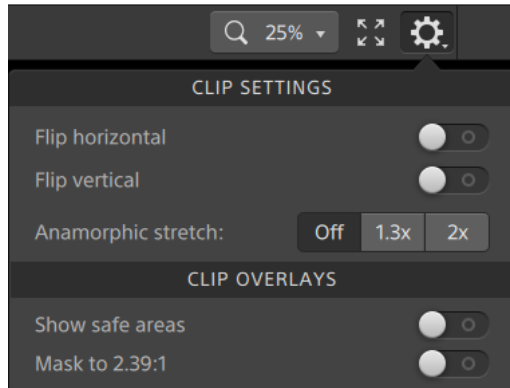 25%
CLIP SETTINGS
Flip horizontal
Flip vertical
Anamorphic stretch: Off 1.3x 2x
CLIP OVERLAYS
Show safe areas
Mask to 2.39:1